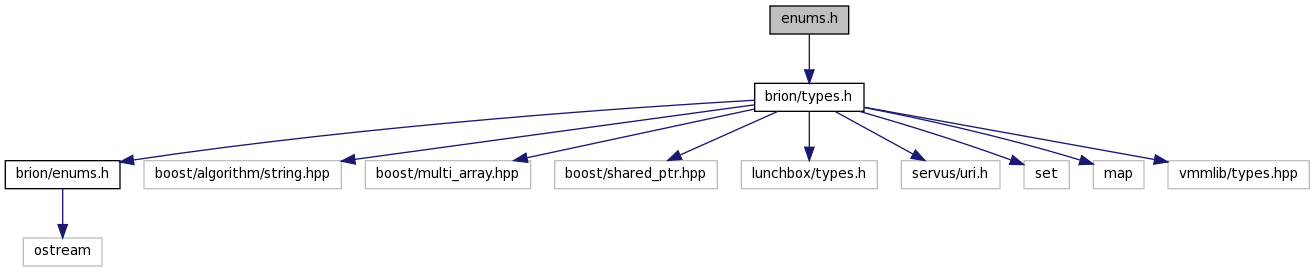 enums.h
brion/types.h
brion/enums.h
boost/algorithm/string.hpp
boost/multi_array.hpp
boost/shared_ptr.hpp
lunchbox/types.h
servus/uri.h
set
map
vmmlib/types.hpp
ostream